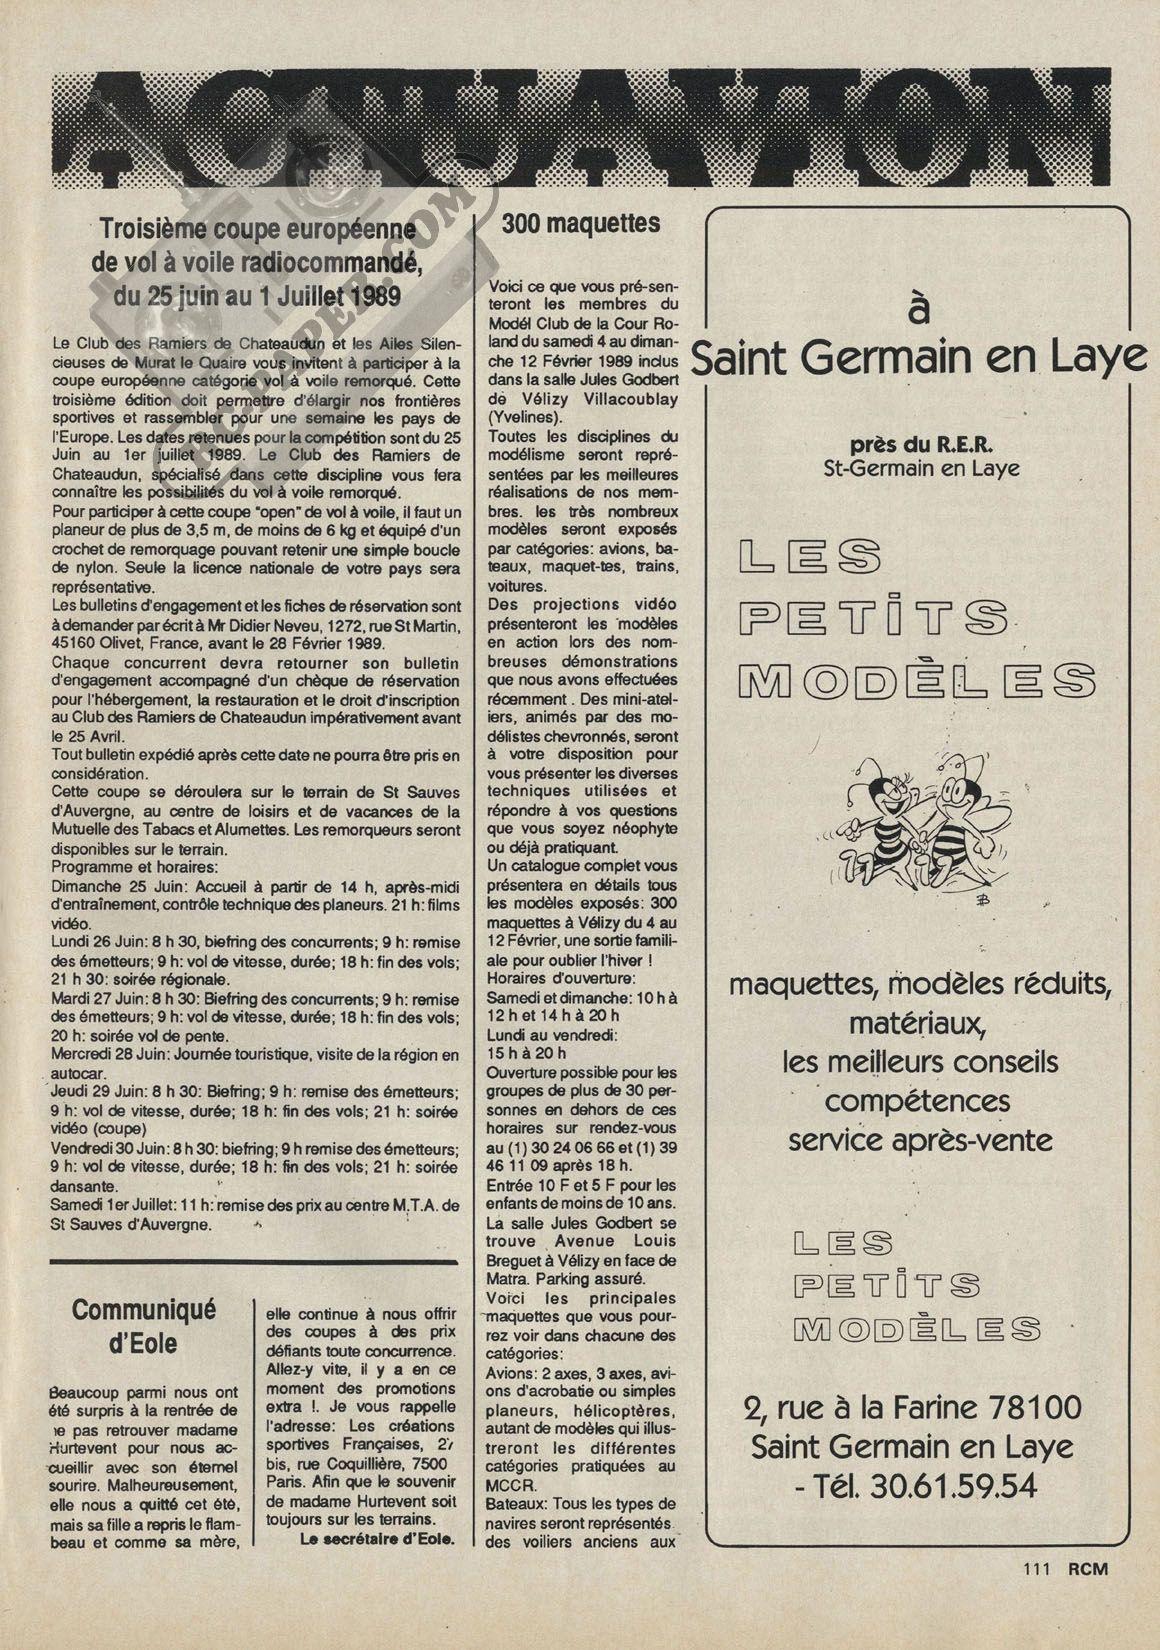 ACTUAVION
Troisième coupe européenne
de vol à voile radiocommandé,
du 25 juin au 1 Juillet 1989
Le Club des Ramiers de Chateaudun et les Ailes Silen-
cieuses de Murat le Quaire vous invitent à participer à la
coupe européenne catégorie vol à voile remorqué. Cette
troisième édition doit permettre d'élargir nos frontières
sportives et rassembler pour une semaine les pays de
l'Europe. Les dates retenues pour la compétition sont du 25
Juin au 1er juillet 1989. Le Club des Ramiers de
Chateaudun, spécialisé dans cette discipline vous fera
connaître les possibilités du vol à voile remorqué.
Pour participer à cette coupe "open" de vol à voile, il faut un
planeur de plus de 3,5 m, de moins de 6 kg et équipé d'un
crochet de remorquage pouvant retenir une simple boucle
de nylon. Seule la licence nationale de votre pays sera
représentative.
Les bulletins d'engagement et les fiches de réservation sont
à demander par écrit à Mr Didier Neveu, 1272, rue St Martin,
45160 Olivet, France, avant le 28 Février 1989.
Chaque concurrent devra retourner son bulletin
d'engagement accompagné d'un chèque de réservation
pour l'hébergement, la restauration et le droit d'inscription
au Club des Ramiers de Chateaudun impérativement avant
le 25 Avril.
Tout bulletin expédié après cette date ne pourra être pris en
considération.
Cette coupe se déroulera sur le terrain de St Sauves
d'Auvergne, au centre de loisirs et de vacances de la
Mutuelle des Tabacs et Alumettes. Les remorqueurs seront
disponibles sur le terrain.
Programme et horaires:
Dimanche 25 Juin: Accueil à partir de 14 h, après-midi
d'entraînement, contrôle technique des planeurs. 21 h: films
vidéo.
Lundi 26 Juin: 8 h 30, biefring des concurrents; 9 h: remise
des émetteurs; 9 h: vol de vitesse, durée; 18 h: fin des vols;
21 h 30: soirée régionale.
Mardi 27 Juin: 8 h 30: Biefring des concurrents; 9 h: remise
des émetteurs; 9 h: vol de vitesse, durée; 18 h: fin des vols;
20 h: soirée vol de pente.
Mercredi 28 Juin: Journée touristique, visite de la région en
autocar.
Jeudi 29 Juin: 8 h 30: Biefring; 9 h: remise des émetteurs;
9 h: vol de vitesse, durée; 18 h: fin des vols; 21 h: soirée
vidéo (coupe)
Vendredi 30 Juin: 8 h 30: biefring; 9 h remise des émetteurs;
9 h: vol de vitesse, durée; 18 h: fin des vols; 21 h: soirée
dansante.
Samedi 1er Juillet: 11 h: remise des prix au centre M.T.A. de
St Sauves d'Auvergne.
Communiqué
d'Eole
Beaucoup parmi nous ont
été surpris à la rentrée de
ne pas retrouver madame
Hurtevent pour nous ac-
cueillir avec son éternel
sourire. Malheureusement,
elle nous a quitté cet été,
mais sa fille a repris le flam-
beau et comme sa mère,
elle continue à nous offrir
des coupes à des prix
défiants toute concurrence.
Allez-y vite, il y a en ce
moment des promotions
extra !. Je vous rappelle
l'adresse: Les créations
sportives Françaises, 27
bis, rue Coquillière, 7500
Paris. Afin que le souvenir
de madame Hurtevent soit
toujours sur les terrains.
Le secrétaire d'Eole.
300 maquettes
Voici ce que vous pré-sen-
teront les membres du
Modél Club de la Cour Ro-
land du samedi 4 au diman-
che 12 Février 1989 inclus
dans la salle Jules Godbert
de Vélizy Villacoublay
(Yvelines).
Toutes les disciplines du
modélisme seront repré-
sentées par les meilleures
réalisations de nos mem-
bres. les très nombreux
modèles seront exposés
par catégories: avions, ba-
teaux, maquet-tes, trains,
voitures.
Des projections vidéo
présenteront les modèles
en action lors des nom-
breuses démonstrations
que nous avons effectuées
récemment . Des mini-atel-
iers, animés par des mo-
délistes chevronnés, seront
à votre disposition pour
vous présenter les diverses
techniques utilisées et
répondre à vos questions
que vous soyez néophyte
ou déjà pratiquant.
Un catalogue complet vous
présentera en détails tous
les modèles exposés: 300
maquettes à Vélizy du 4 au
12 Février, une sortie famili-
ale pour oublier l'hiver !
Horaires d'ouverture:
Samedi et dimanche: 10 h à
12 h et 14 h à 20 h
Lundi au vendredi:
15 h à 20 h
Ouverture possible pour les
groupes de plus de 30 per-
sonnes en dehors de ces
horaires sur rendez-vous
au (1) 30 24 06 66 et (1) 39
46 11 09 après 18 h.
Entrée 10 F et 5 F pour les
enfants de moins de 10 ans.
La salle Jules Godbert se
trouve Avenue Louis
Breguet à Vélizy en face de
Matra. Parking assuré.
Voici les principales
maquettes que vous pour-
rez voir dans chacune des
catégories:
Avions: 2 axes, 3 axes, avi-
ons d'acrobatie ou simples
planeurs, hélicoptères,
autant de modèles qui illus-
treront les différentes
catégories pratiquées au
MCCR.
Bateaux: Tous les types de
navires seront représentés
des voiliers anciens aux
à
Saint Germain en Laye
près du R.E.R.
St-Germain en Laye
LES
PETITS
MODÈLES
maquettes, modèles réduits,
matériaux,
les meilleurs conseils
compétences
service après-vente
LES
PETITS
MODÈLES
2, rue à la Farine 78100
Saint Germain en Laye
- Tél. 30.61.59.54
111 RCM
RC-PAPER.COM